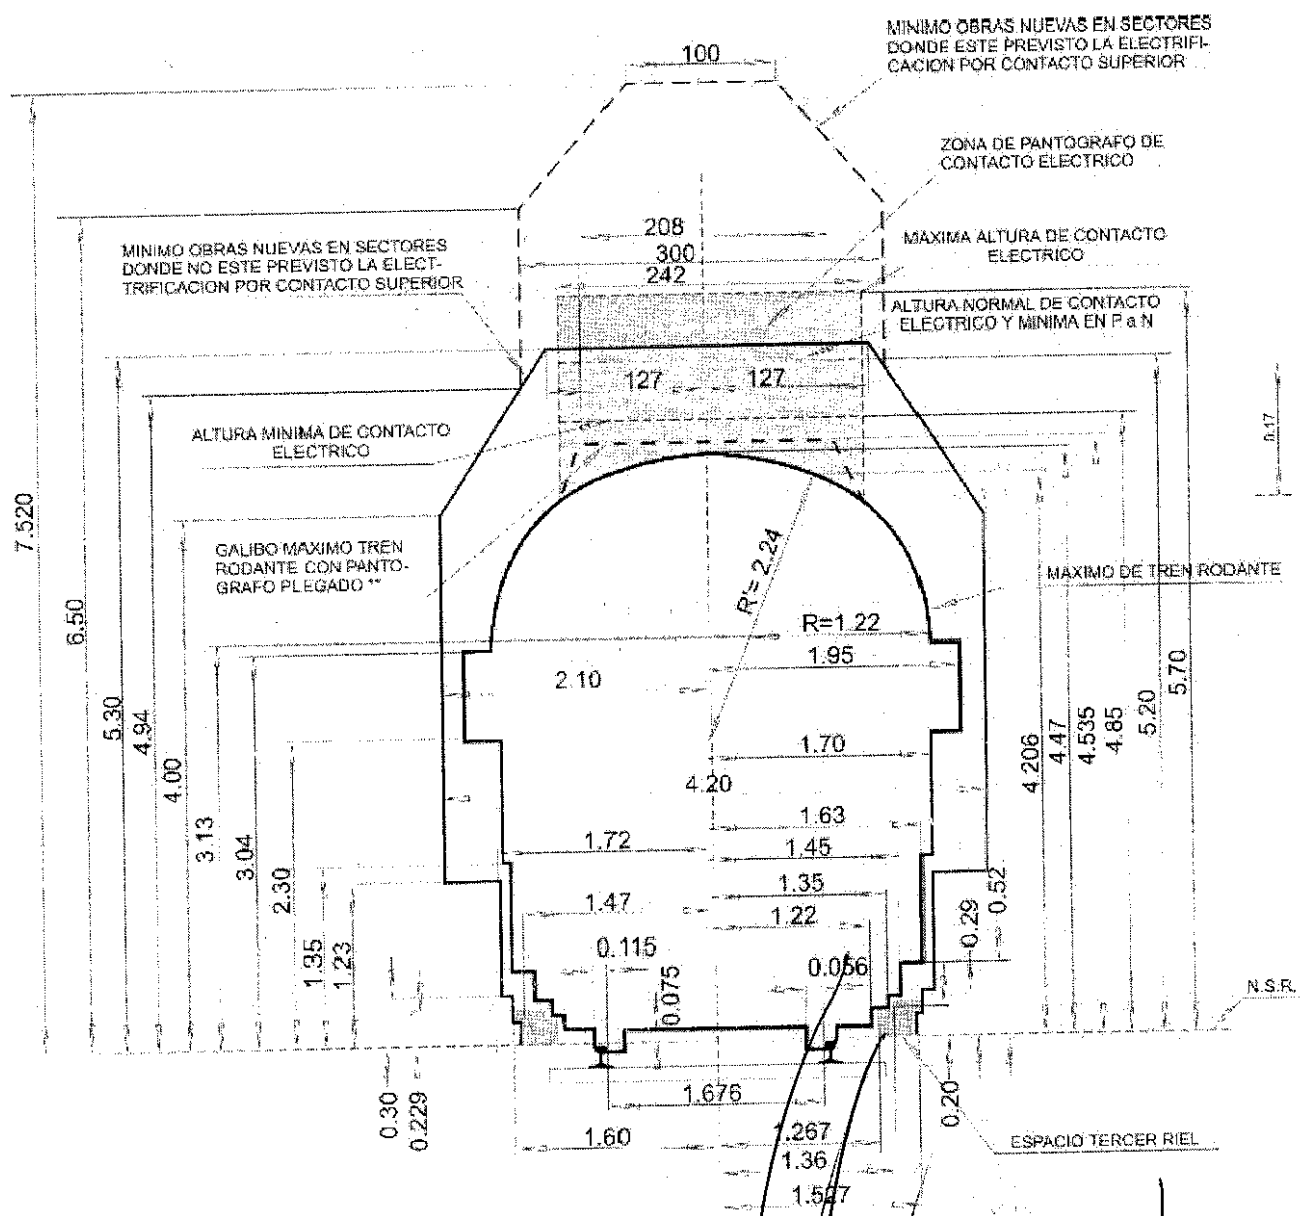 MINIMO OBRAS NUEVAS EN SECTORES
DONDE ESTE PREVISTO LA ELECTRIFI-
CACION POR CONTACTO SUPERIOR
100
ZONA DE PANTOGRAFO DE
CONTACTO ELECTRICO
208
300
242
MINIMO OBRAS NUEVAS EN SECTORES
DONDE NO ESTE PREVISTO LA ELECT-
TRIFICACION POR CONTACTO SUPERIOR
MAXIMA ALTURA DE CONTACTO
ELECTRICO
ALTURA NORMAL DE CONTACTO
ELECTRICO Y MINIMA EN P a N
127
127
ALTURA MINIMA DE CONTACTO
ELECTRICO
0.17
7.520
GALIBO MAXIMO TREN
RODANTE CON PANTO-
GRAFO PLEGADO **
R'= 2.24
MAXIMO DE TREN RODANTE
6.50
R=1.22
1.95
2.10
5.30
4.94
4.00
3.13
3.04
2.30
1.35
1.23
1.70
4.20
4.206
4.47
4.535
4.85
5.20
5.70
1.63
1.72
1.45
1.35
1.47
1.22
0.52
0.29
0.115
0.056
0.075
N.S.R.
0.30
0.229
1.676
0.20
1.60
1.267
ESPACIO TERCER RIEL
1.36
1.527